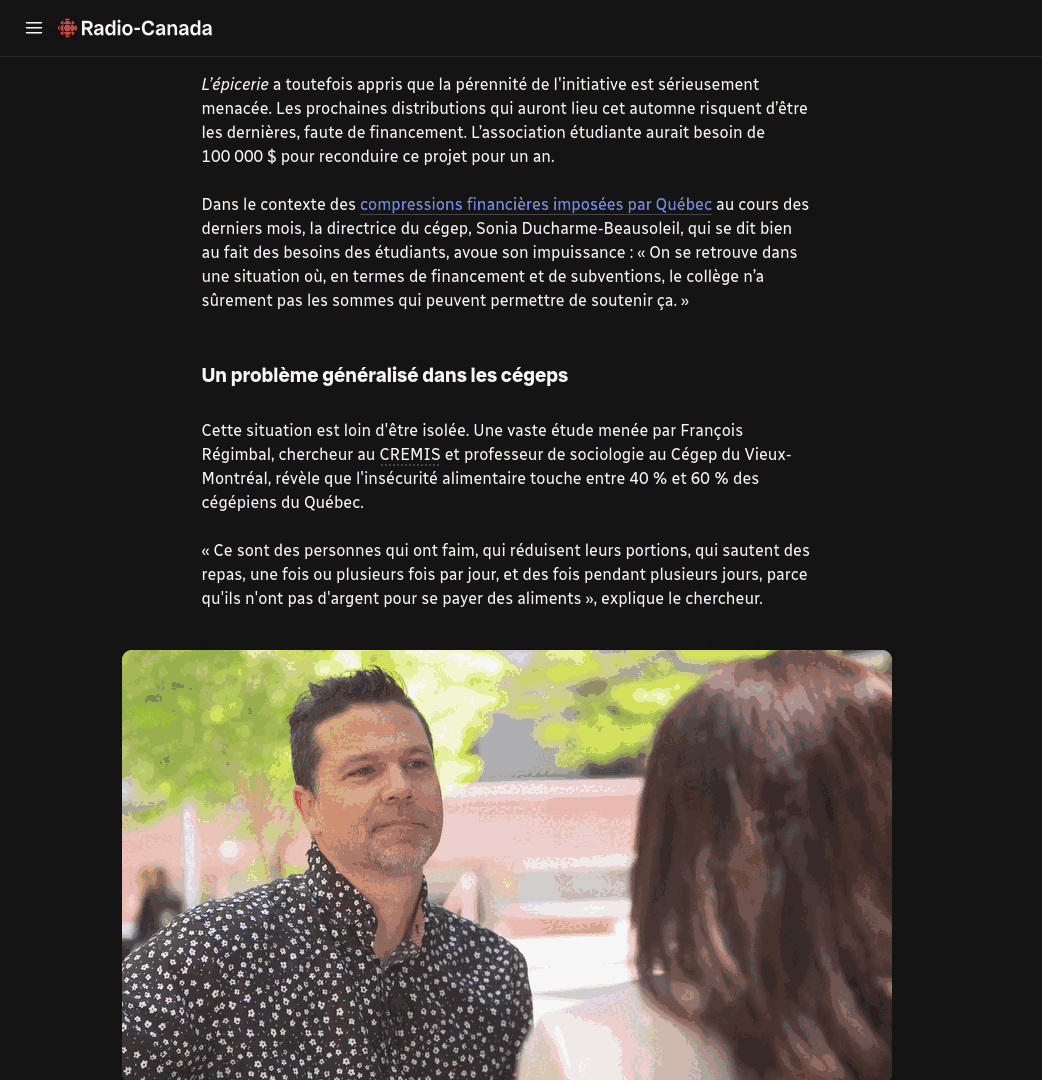 Radio-Canada
L'épicerie a toutefois appris que la pérennité de l'initiative est sérieusement
menacée. Les prochaines distributions qui auront lieu cet automne risquent d’être
les dernières, faute de financement. L’association étudiante aurait besoin de
100 000 $ pour reconduire ce projet pour un an.
Dans le contexte des compressions financières imposées par Québec au cours des
derniers mois, la directrice du cégep, Sonia Ducharme-Beausoleil, qui se dit bien
au fait des besoins des étudiants, avoue son impuissance : « On se retrouve dans
une situation où, en termes de financement et de subventions, le collège n’a
sûrement pas les sommes qui peuvent permettre de soutenir ça. »
Un problème généralisé dans les cégeps
Cette situation est loin d'être isolée. Une vaste étude menée par François
Régimbal, chercheur au CREMIS et professeur de sociologie au Cégep du Vieux-
Montréal, révèle que l'insécurité alimentaire touche entre 40 % et 60 % des
cégépiens du Québec.
« Ce sont des personnes qui ont faim, qui réduisent leurs portions, qui sautent des
repas, une fois ou plusieurs fois par jour, et des fois pendant plusieurs jours, parce
qu'ils n'ont pas d'argent pour se payer des aliments », explique le chercheur.